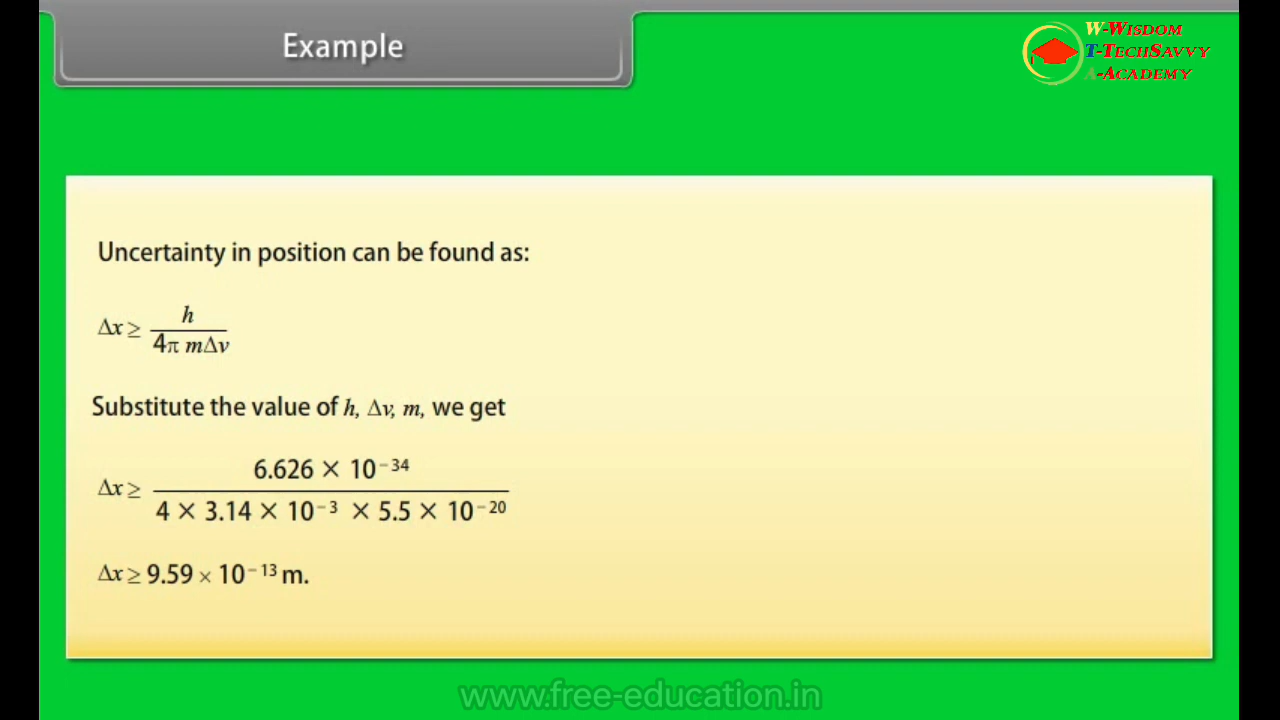 Example
W-Wisdom
T-TechSavvy
A-Academy
Uncertainty in position can be found as:
Δx ≥ h / 4π mΔv
Substitute the value of h, Δv, m, we get
Δx ≥ 6.626 × 10⁻³⁴ / 4 × 3.14 × 10⁻³ × 5.5 × 10⁻²⁰
Δx ≥ 9.59 × 10⁻¹³ m.
www.free-education.in